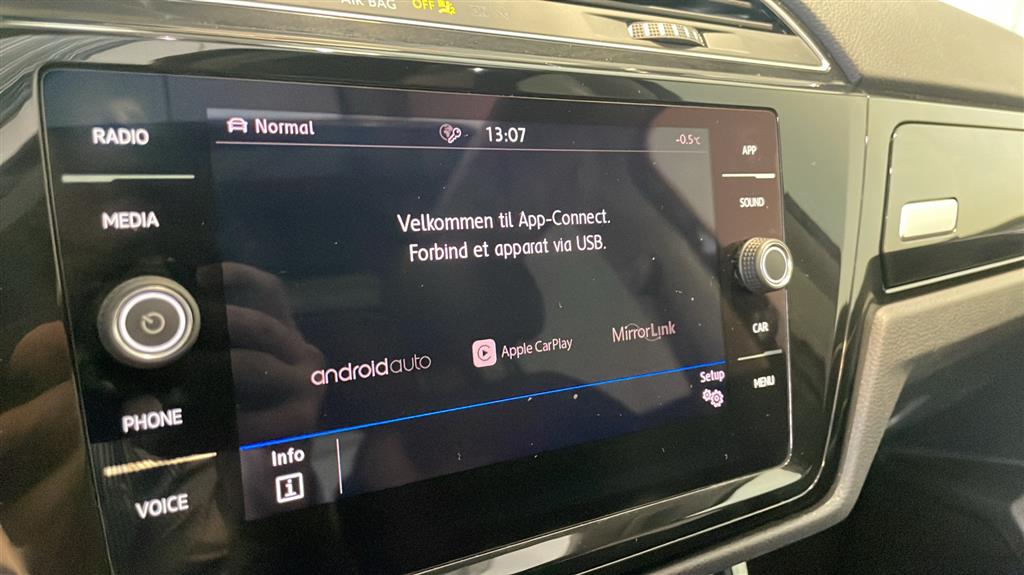 AIR BAG OFF
RADIO
MEDIA
PHONE
VOICE
Normal
13:07
-0.5°C
Velkommen til App-Connect.
Forbind et apparat via USB.
androidauto
Apple CarPlay
MirrorLink
Setup
Info
i
APP
SOUND
CAR
MENU